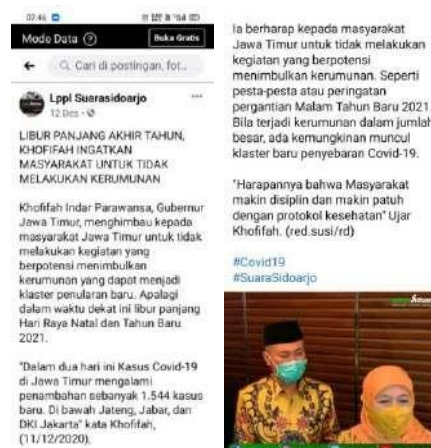 07.46
Mode Data
Buka Gratis
Cari di postingan, fot...
Lppl Suarasidoarjo
12 Des
LIBUR PANJANG AKHIR TAHUN,
KHOFIFAH INGATKAN
MASYARAKAT UNTUK TIDAK
MELAKUKAN KERUMUNAN
Khofifah Indar Parawansa, Gubernur
Jawa Timur, menghimbau kepada
masyarakat Jawa Timur untuk tidak
melakukan kegiatan yang
berpotensi menimbulkan
kerumunan yang dapat menjadi
klaster penularan baru. Apalagi
dalam waktu dekat ini libur panjang
Hari Raya Natal dan Tahun Baru
2021.
"Dalam dua hari ini Kasus Covid-19
di Jawa Timur mengalami
penambahan sebanyak 1.544 kasus
baru. Di bawah Jateng, Jabar, dan
DKI Jakarta" kata Khofifah,
(11/12/2020).
Ia berharap kepada masyarakat
Jawa Timur untuk tidak melakukan
kegiatan yang berpotensi
menimbulkan kerumunan. Seperti
pesta-pesta atau peringatan
pergantian Malam Tahun Baru 2021.
Bila terjadi kerumunan dalam jumlah
besar, ada kemungkinan muncul
klaster baru penyebaran Covid-19.
"Harapannya bahwa Masyarakat
makin disiplin dan makin patuh
dengan protokol kesehatan" Ujar
Khofifah. (red.susi/rd)
#Covid19
#SuaraSidoarjo